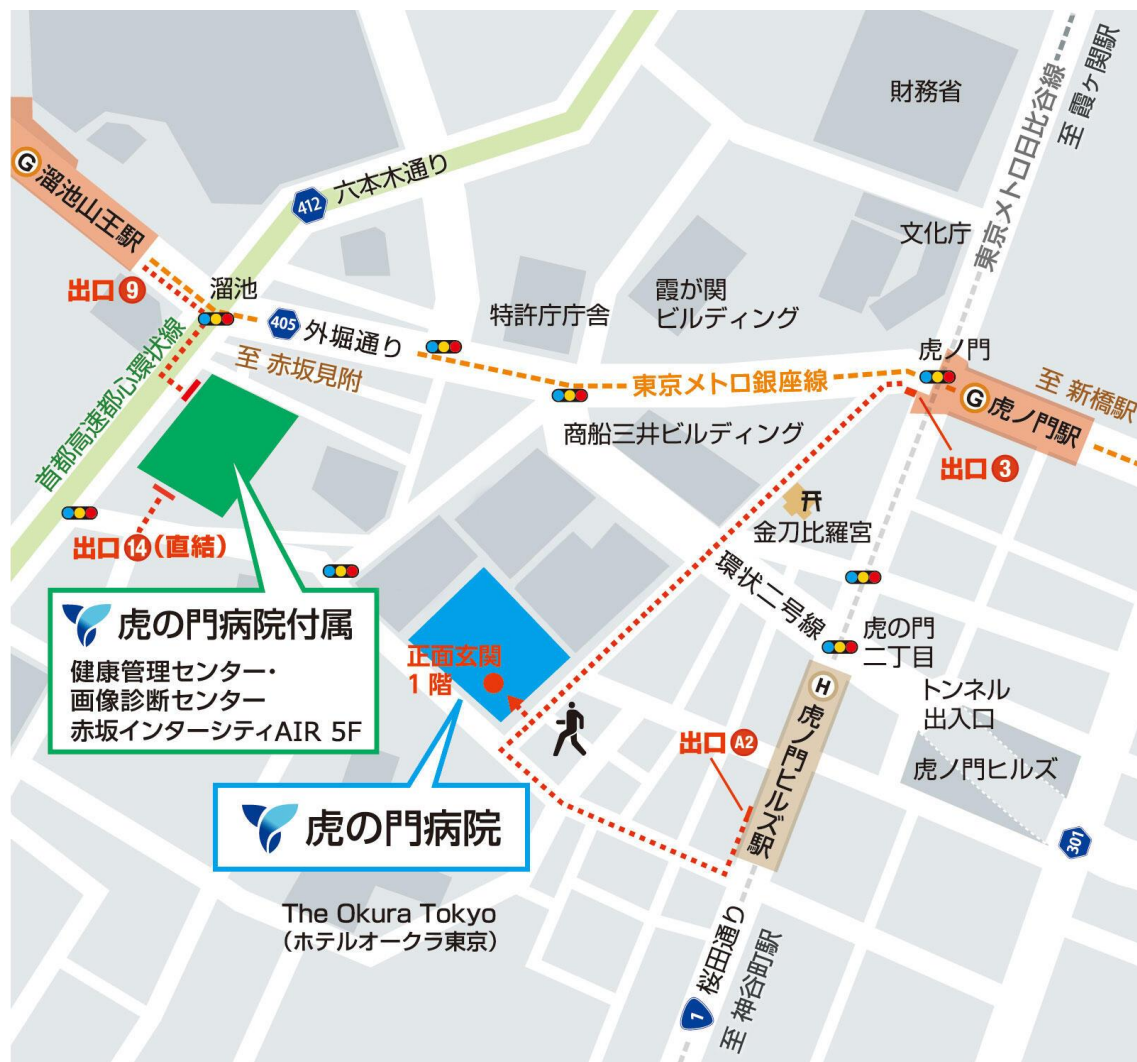 財務省
東京メトロ日比谷線
至 霞ヶ関駅
G 溜池山王駅
412 六本木通り
文化庁
出口 9
溜池
霞が関
ビルディング
特許庁庁舎
405 外堀通り
至 赤坂見附
虎ノ門
東京メトロ銀座線
至 新橋駅
G 虎ノ門駅
首都高速都心環状線
商船三井ビルディング
出口 3
金刀比羅宮
出口 14 (直結)
環状二号線
虎の門病院付属
健康管理センター・
画像診断センター
赤坂インターシティAIR 5F
虎の門
二丁目
正面玄関
1 階
H 虎ノ門ヒルズ駅
トンネル
出入口
出口 A2
虎ノ門ヒルズ
虎の門病院
301
The Okura Tokyo
(ホテルオークラ東京)
1 桜田通り
至 神谷町駅